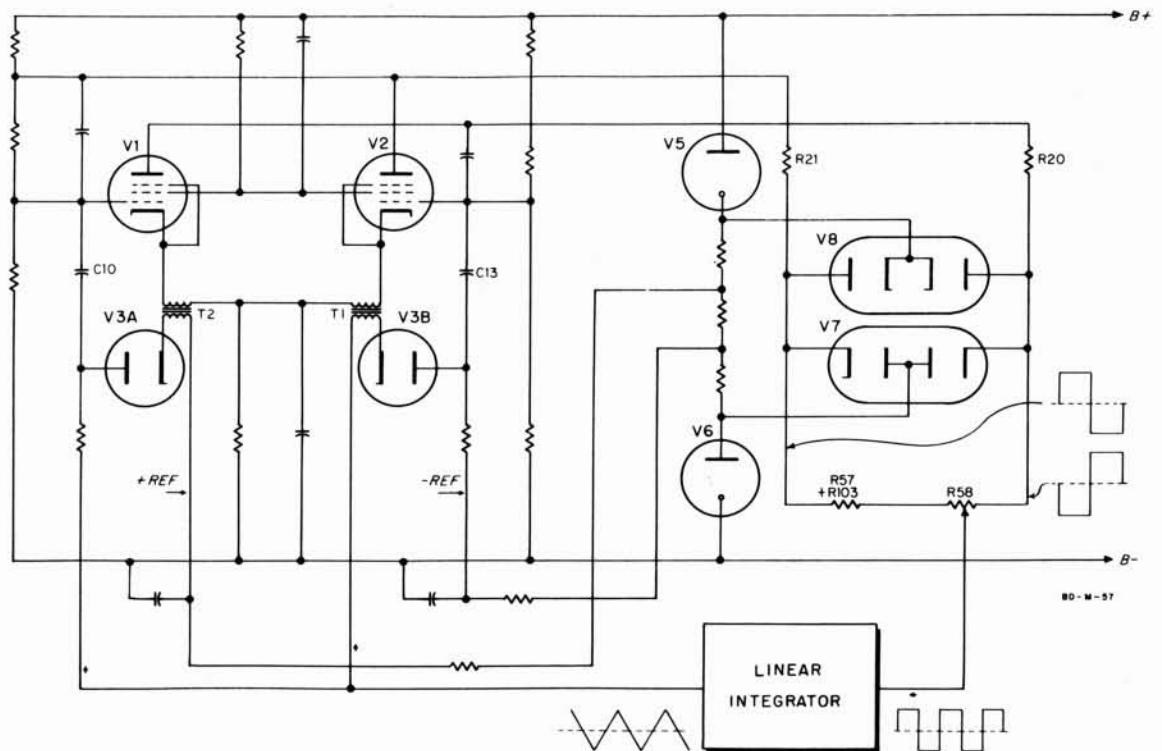 B+
V1
V2
V5
R21
R20
V8
C10
C13
T2
T1
V3A
V3B
V7
V6
+REF
-REF
R57
+R103
R58
B-
BD-M-57
LINEAR
INTEGRATOR